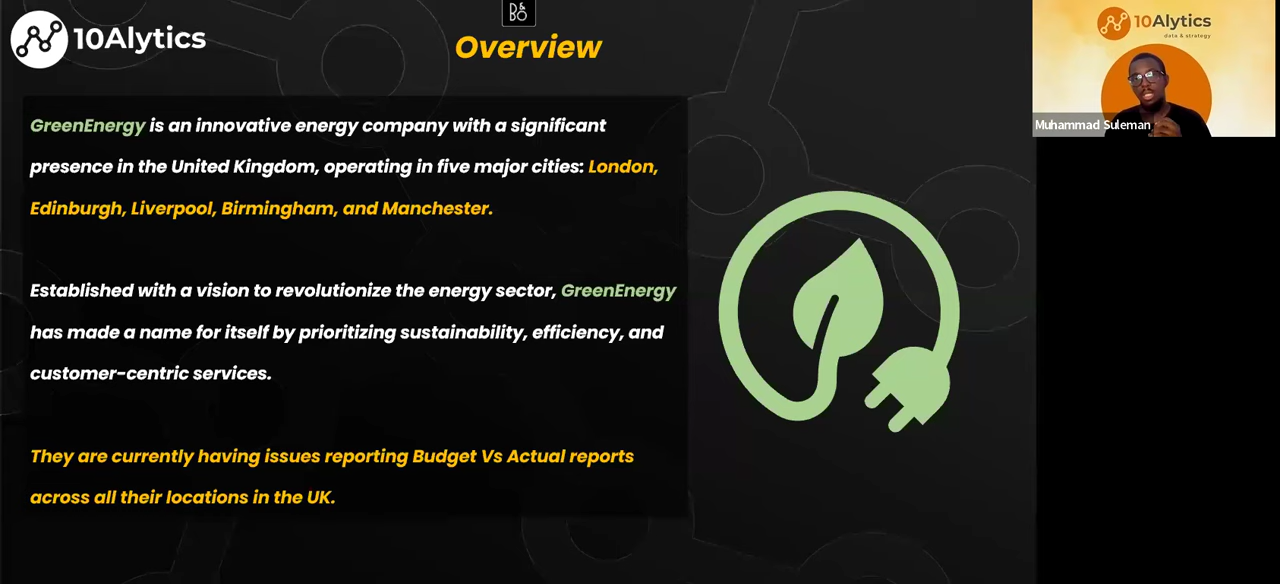 10Alytics
B&O
Overview
10Alytics
data & strategy
Muhammad Suleman
GreenEnergy is an innovative energy company with a significant
presence in the United Kingdom, operating in five major cities: London,
Edinburgh, Liverpool, Birmingham, and Manchester.
Established with a vision to revolutionize the energy sector, GreenEnergy
has made a name for itself by prioritizing sustainability, efficiency, and
customer-centric services.
They are currently having issues reporting Budget Vs Actual reports
across all their locations in the UK.